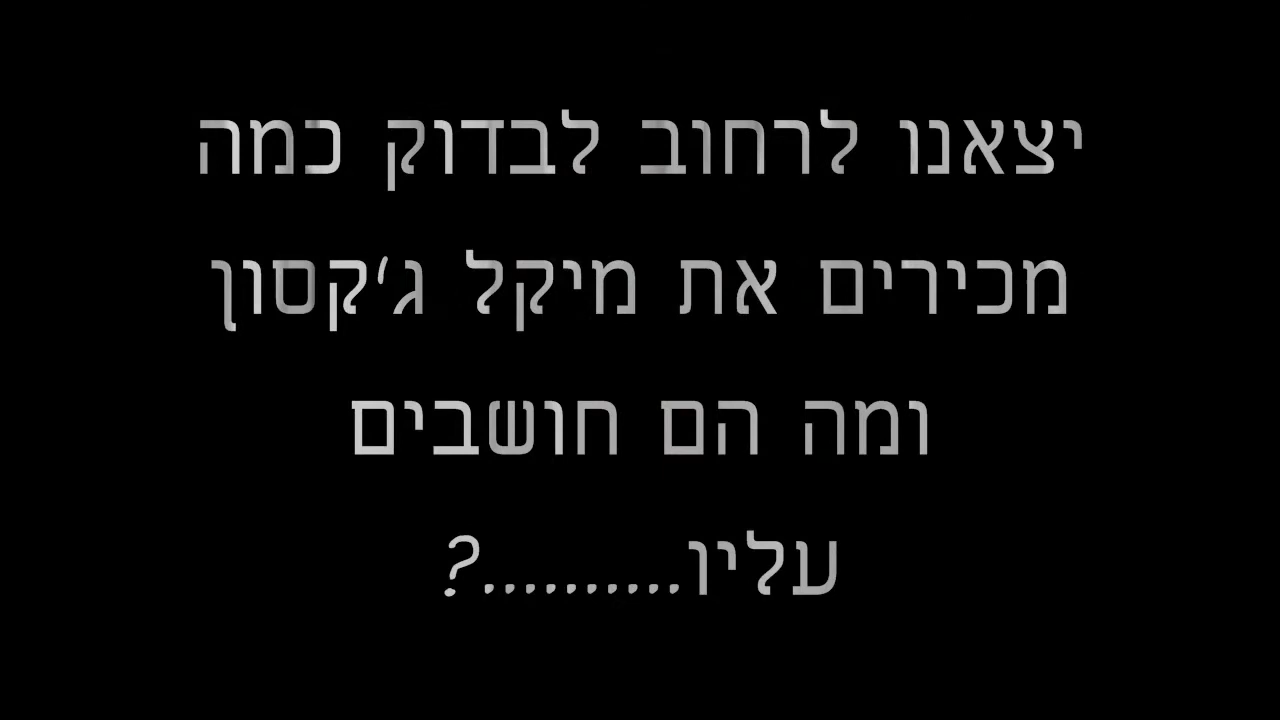 יצאנו לרחוב לבדוק כמה
מכירים את מיקל ג'קסון
ומה הם חושבים
עליו..........?